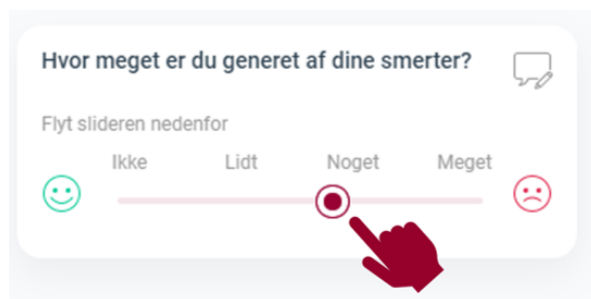 Hvor meget er du generet af dine smerter?
Flyt slideren nedenfor
Ikke Lidt Noget Meget